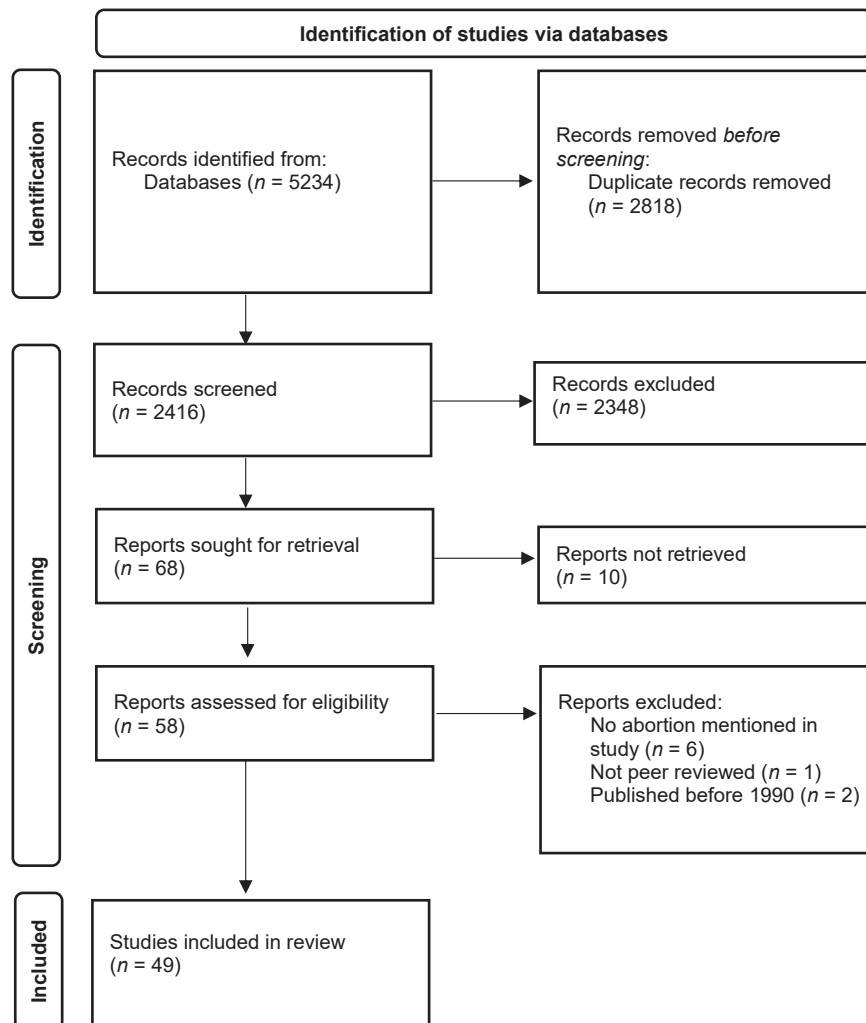 Identification of studies via databases
Identification
Records identified from:
Databases (n = 5234)
Records removed before
screening:
Duplicate records removed
(n = 2818)
Screening
Records screened
(n = 2416)
Records excluded
(n = 2348)
Reports sought for retrieval
(n = 68)
Reports not retrieved
(n = 10)
Reports assessed for eligibility
(n = 58)
Reports excluded:
No abortion mentioned in
study (n = 6)
Not peer reviewed (n = 1)
Published before 1990 (n = 2)
Included
Studies included in review
(n = 49)